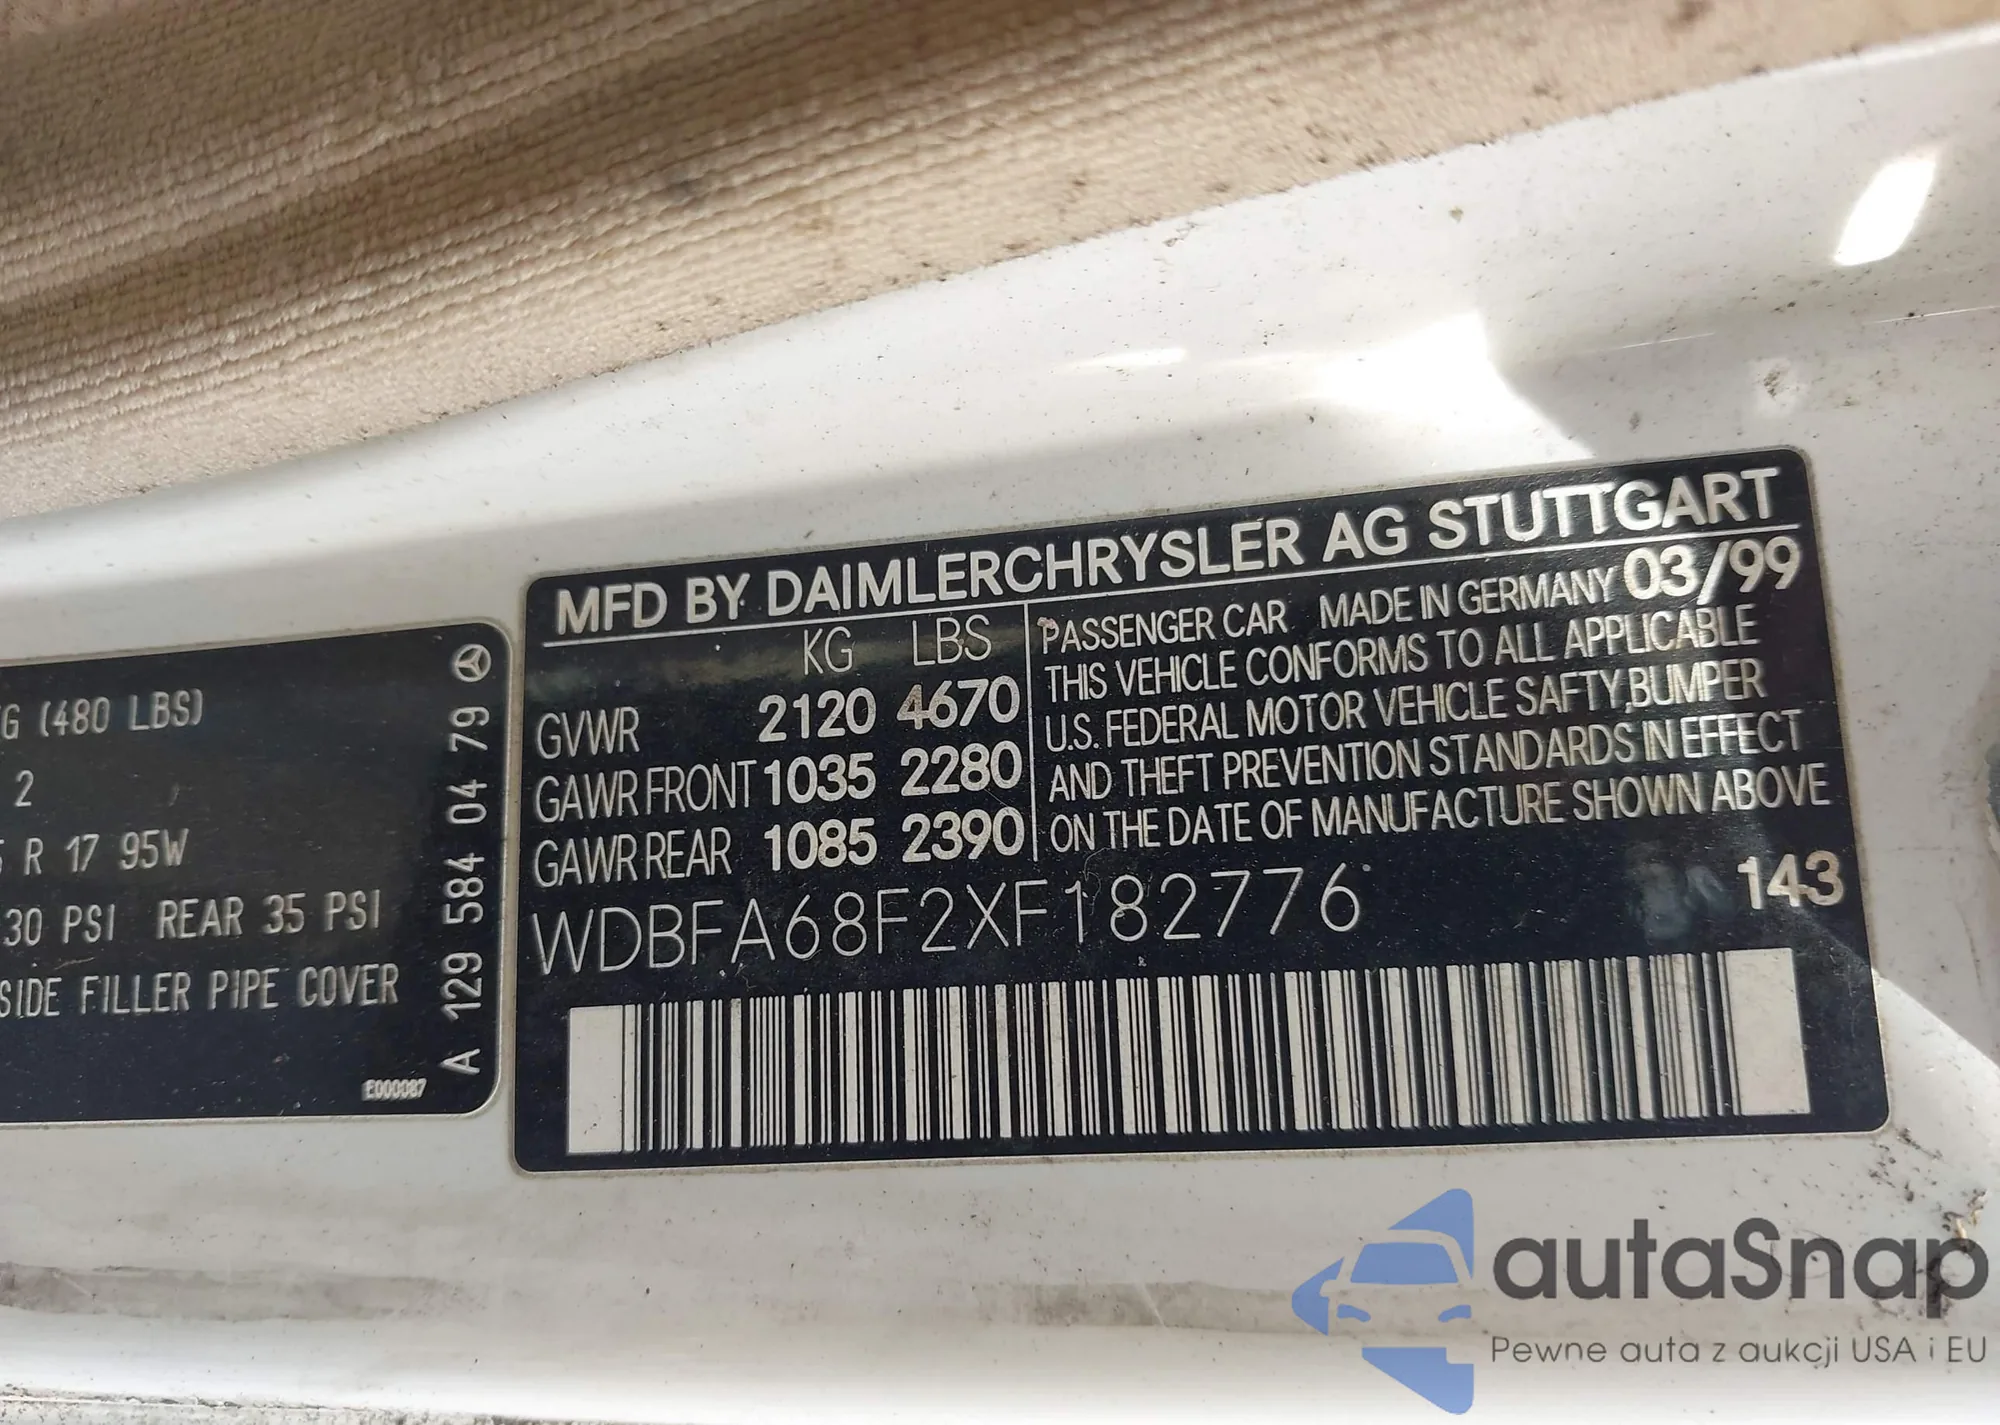 G (480 LBS)
2
R 17 95W
30 PSI REAR 35 PSI
SIDE FILLER PIPE COVER
E000087
A 129 584 04 79
MFD BY DAIMLERCHRYSLER AG STUTTGART
KG LBS
GVWR 2120 4670
GAWR FRONT 1035 2280
GAWR REAR 1085 2390
PASSENGER CAR MADE IN GERMANY 03/99
THIS VEHICLE CONFORMS TO ALL APPLICABLE
U.S. FEDERAL MOTOR VEHICLE SAFTY,BUMPER
AND THEFT PREVENTION STANDARDS IN EFFECT
ON THE DATE OF MANUFACTURE SHOWN ABOVE
WDBFA68F2XF182776
143
autaSnap
Pewne auta z aukcji USA i EU